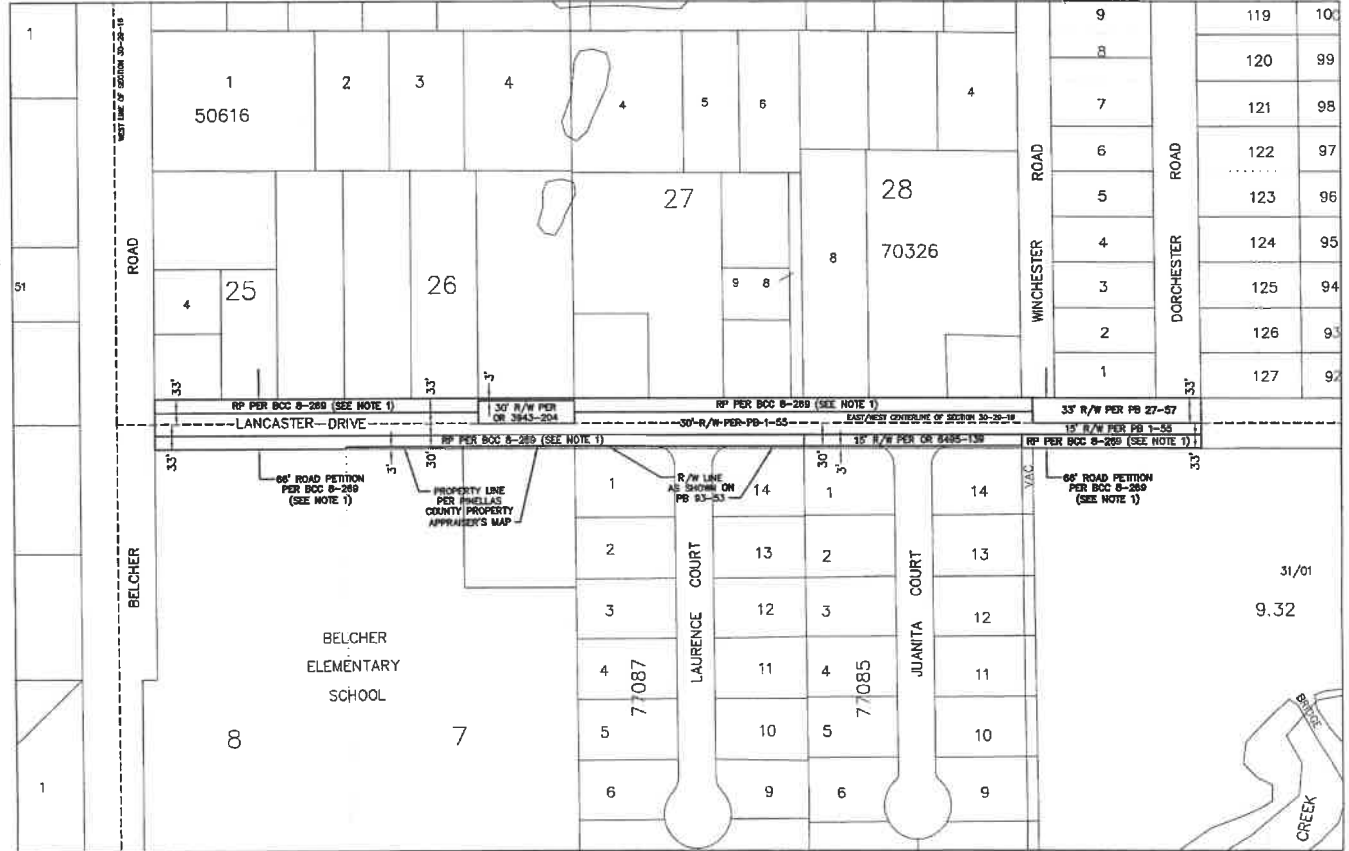 1
WEST LINE OF SECTION 30-29-16
1
50616
2
3
4
4
5
6
4
9
8
7
6
5
4
3
2
1
119
120
121
122
123
124
125
126
127
100
99
98
97
96
95
94
93
92
51
ROAD
4
25
26
27
9 8
8
28
70326
WINCHESTER ROAD
DORCHESTER ROAD
33'
33'
3'
33'
RP PER BCC 8-269 (SEE NOTE 1)
30' R/W PER
OR 3943-204
RP PER BCC 8-269 (SEE NOTE 1)
33' R/W PER PB 27-57
LANCASTER DRIVE
30' R/W PER PB 1-55
EAST/WEST CENTERLINE OF SECTION 30-29-16
15' R/W PER PB 1-55
RP PER BCC 8-269 (SEE NOTE 1)
15' R/W PER OR 6495-139
RP PER BCC 8-269 (SEE NOTE 1)
33'
3'
30'
30'
3'
33'
66' ROAD PETITION
PER BCC 8-269
(SEE NOTE 1)
PROPERTY LINE
PER PINELLAS
COUNTY PROPERTY
APPRAISER'S MAP
R/W LINE
AS SHOWN ON
PB 93-53
VAC.
66' ROAD PETITION
PER BCC 8-269
(SEE NOTE 1)
BELCHER
BELCHER
ELEMENTARY
SCHOOL
8
7
1
1
2
3
4
5
6
77087
LAURENCE COURT
14
13
12
11
10
9
1
2
3
4
5
6
77085
JUANITA COURT
14
13
12
11
10
9
31/01
9.32
BRIDGE
CREEK